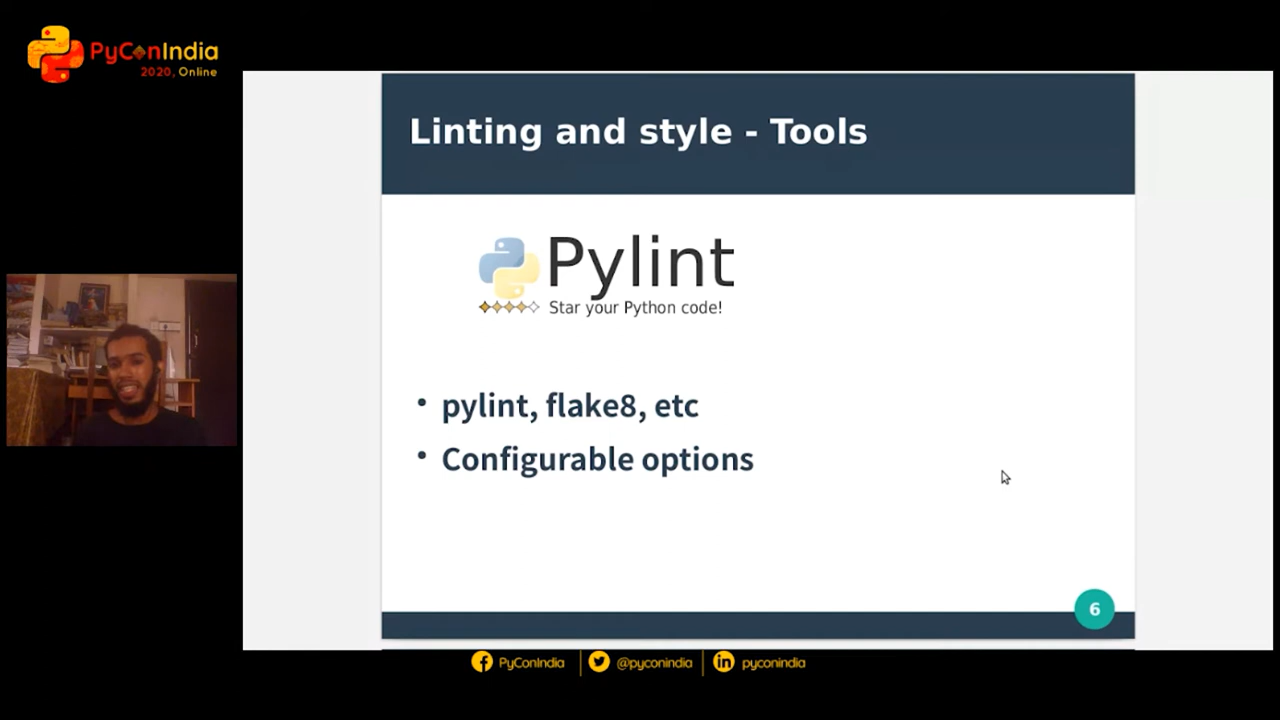 PyConIndia
2020, Online
Linting and style - Tools
Pylint
Star your Python code!
• pylint, flake8, etc
• Configurable options
6
PyConIndia
@pyconindia
pyconindia